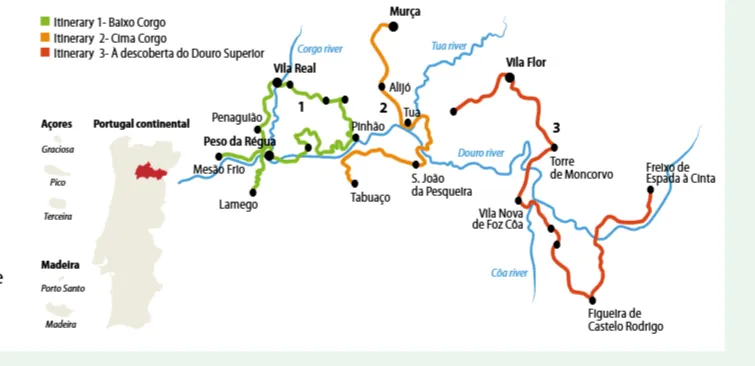 Itinerary 1- Baixo Corgo
Itinerary 2- Cima Corgo
Itinerary 3- À descoberta do Douro Superior
Murça
Corgo river
Tua river
Vila Real
Vila Flor
Alijó
1
2
Penaguião
Tua
Açores
Portugal continental
Pinhão
3
Graciosa
Peso da Régua
Douro river
Mesão Frio
Torre
de Moncorvo
Freixo de
Espada à Cinta
Pico
S. João
da Pesqueira
Lamego
Tabuaço
Terceira
Vila Nova
de Foz Côa
Madeira
Côa river
e
Porto Santo
Figueira de
Castelo Rodrigo
Madeira